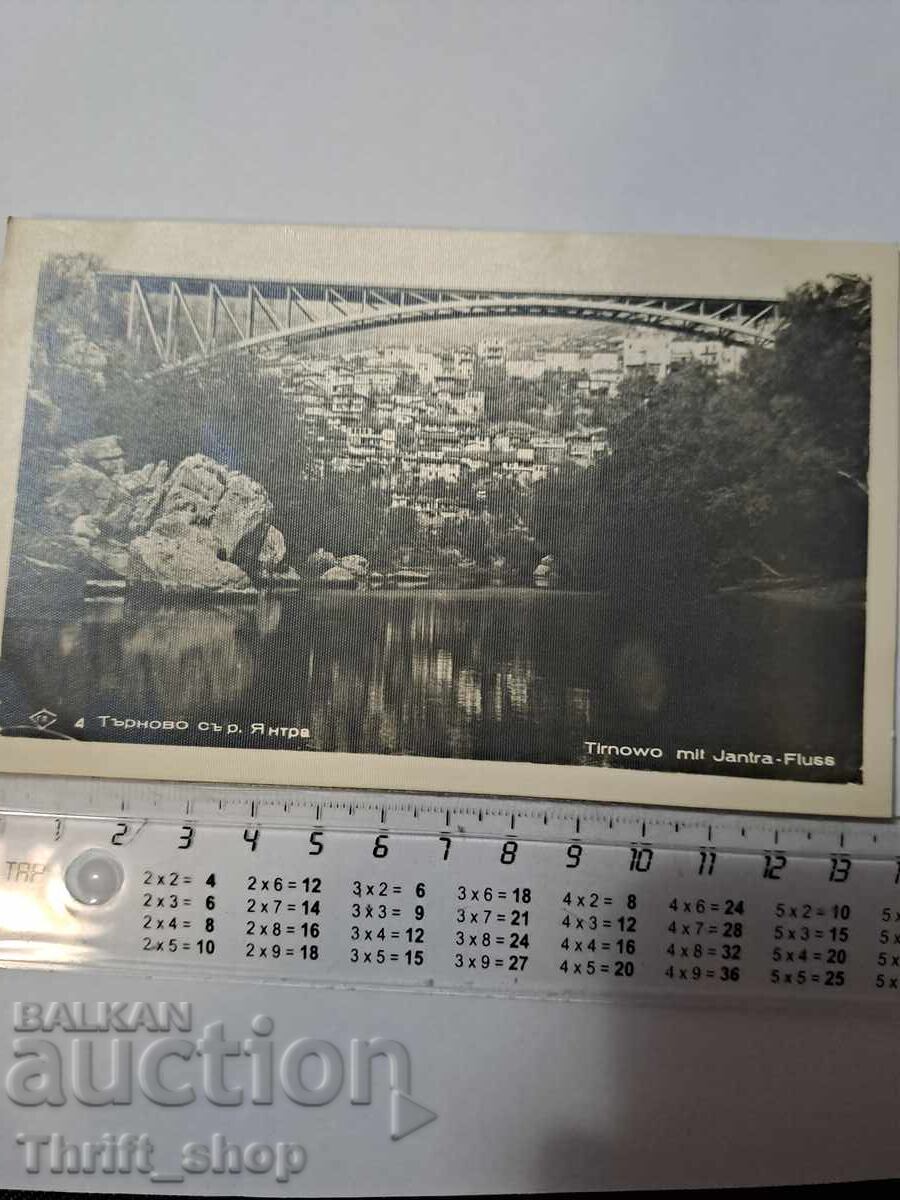 4 Търново съ р. Янтра
Tirnowo mit Jantra-Fluss
1 2 3 4 5 6 7 8 9 10 11 12 13
2 x 2 = 4 2 x 6 = 12 3 x 2 = 6 3 x 6 = 18 4 x 2 = 8 4 x 6 = 24 5 x 2 = 10 5 x
2 x 3 = 6 2 x 7 = 14 3 x 3 = 9 3 x 7 = 21 4 x 3 = 12 4 x 7 = 28 5 x 3 = 15 5 x
2 x 4 = 8 2 x 8 = 16 3 x 4 = 12 3 x 8 = 24 4 x 4 = 16 4 x 8 = 32 5 x 4 = 20 5 x
2 x 5 = 10 2 x 9 = 18 3 x 5 = 15 3 x 9 = 27 4 x 5 = 20 4 x 9 = 36 5 x 5 = 25 5 x
BALKAN
auction
Thrift_shop